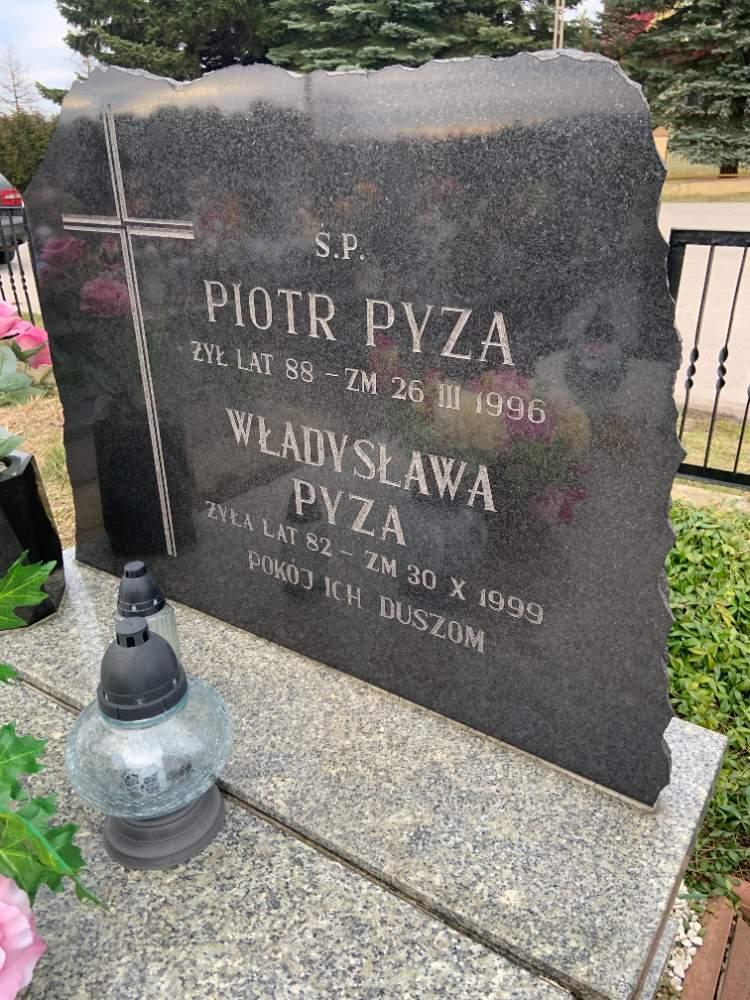 Ś.P.
PIOTR PYZA
ŻYŁ LAT 88 – ZM 26 III 1996
WŁADYSŁAWA
PYZA
ŻYŁA LAT 82 – ZM 30 X 1999
POKÓJ ICH DUSZOM